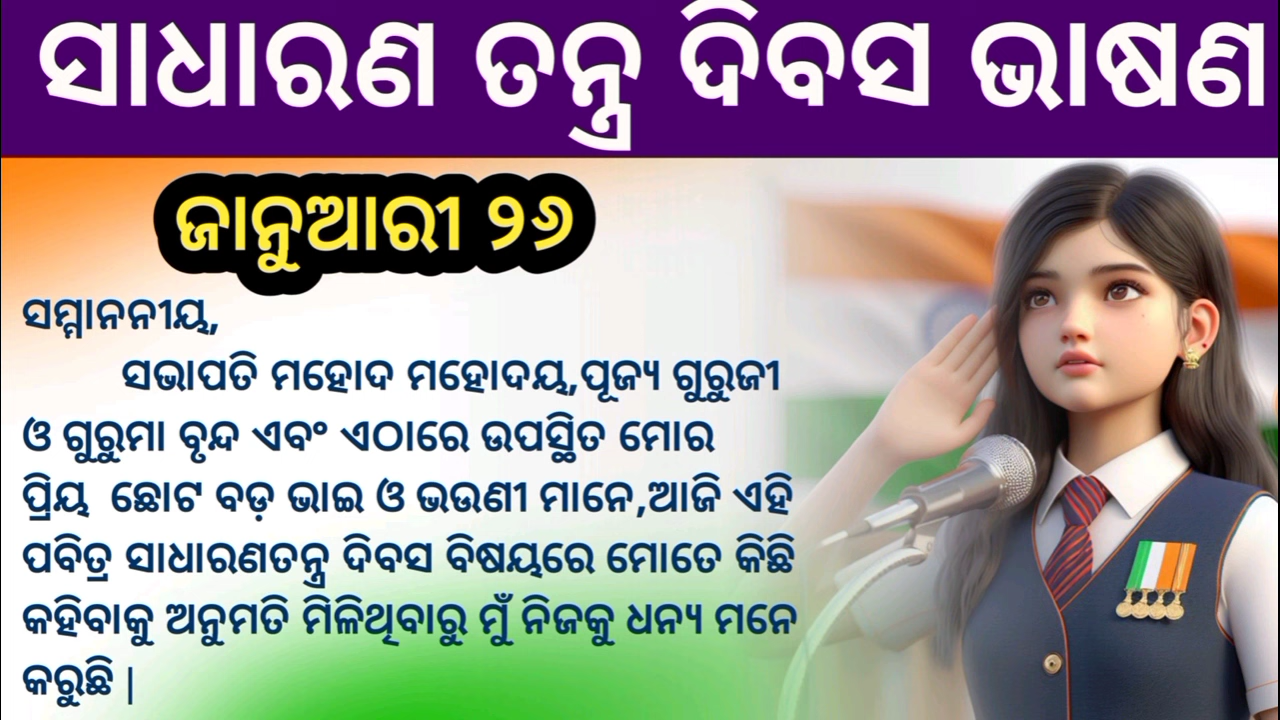 ସାଧାରଣ ତନ୍ତ୍ର ଦିବସ ଭାଷଣ
ଜାନୁଆରୀ ୨୬
ସମ୍ମାନନୀୟ,
ସଭାପତି ମହୋଦ ମହୋଦୟ,ପୂଜ୍ୟ ଗୁରୁଜୀ
ଓ ଗୁରୁମା ବୃନ୍ଦ ଏବଂ ଏଠାରେ ଉପସ୍ଥିତ ମୋର
ପ୍ରିୟ ଛୋଟ ବଡ଼ ଭାଇ ଓ ଭଉଣୀ ମାନେ,ଆଜି ଏହି
ପବିତ୍ର ସାଧାରଣତନ୍ତ୍ର ଦିବସ ବିଷୟରେ ମୋତେ କିଛି
କହିବାକୁ ଅନୁମତି ମିଳିଥିବାରୁ ମୁଁ ନିଜକୁ ଧନ୍ୟ ମନେ
କରୁଛି |